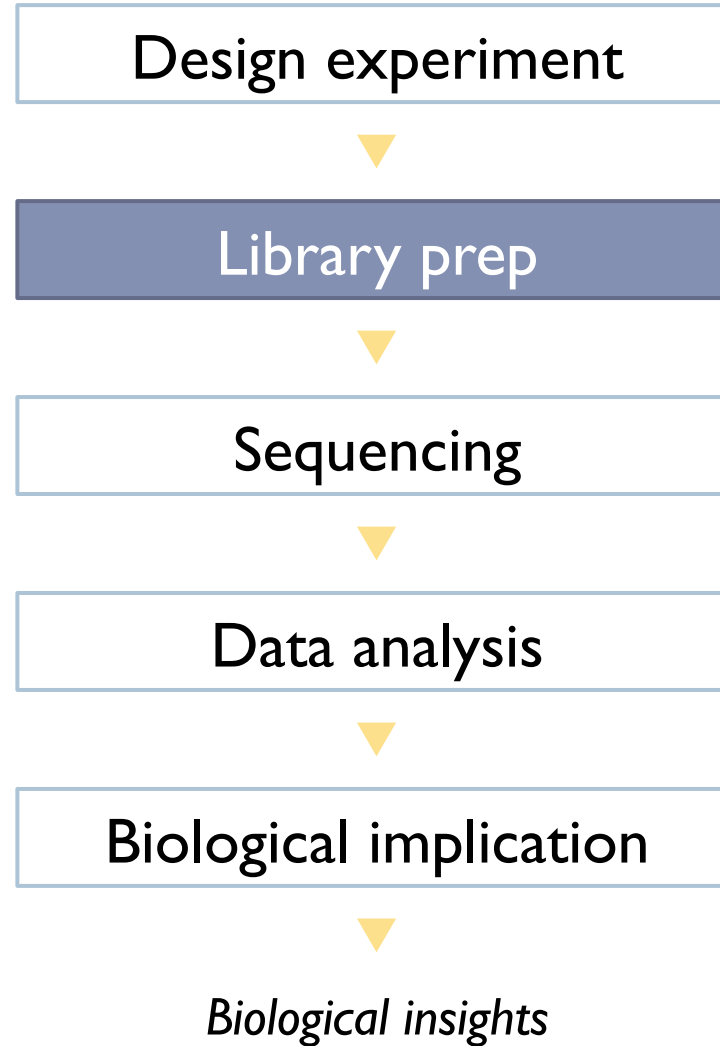 Design experiment
Library prep
Sequencing
Data analysis
Biological implication
Biological insights